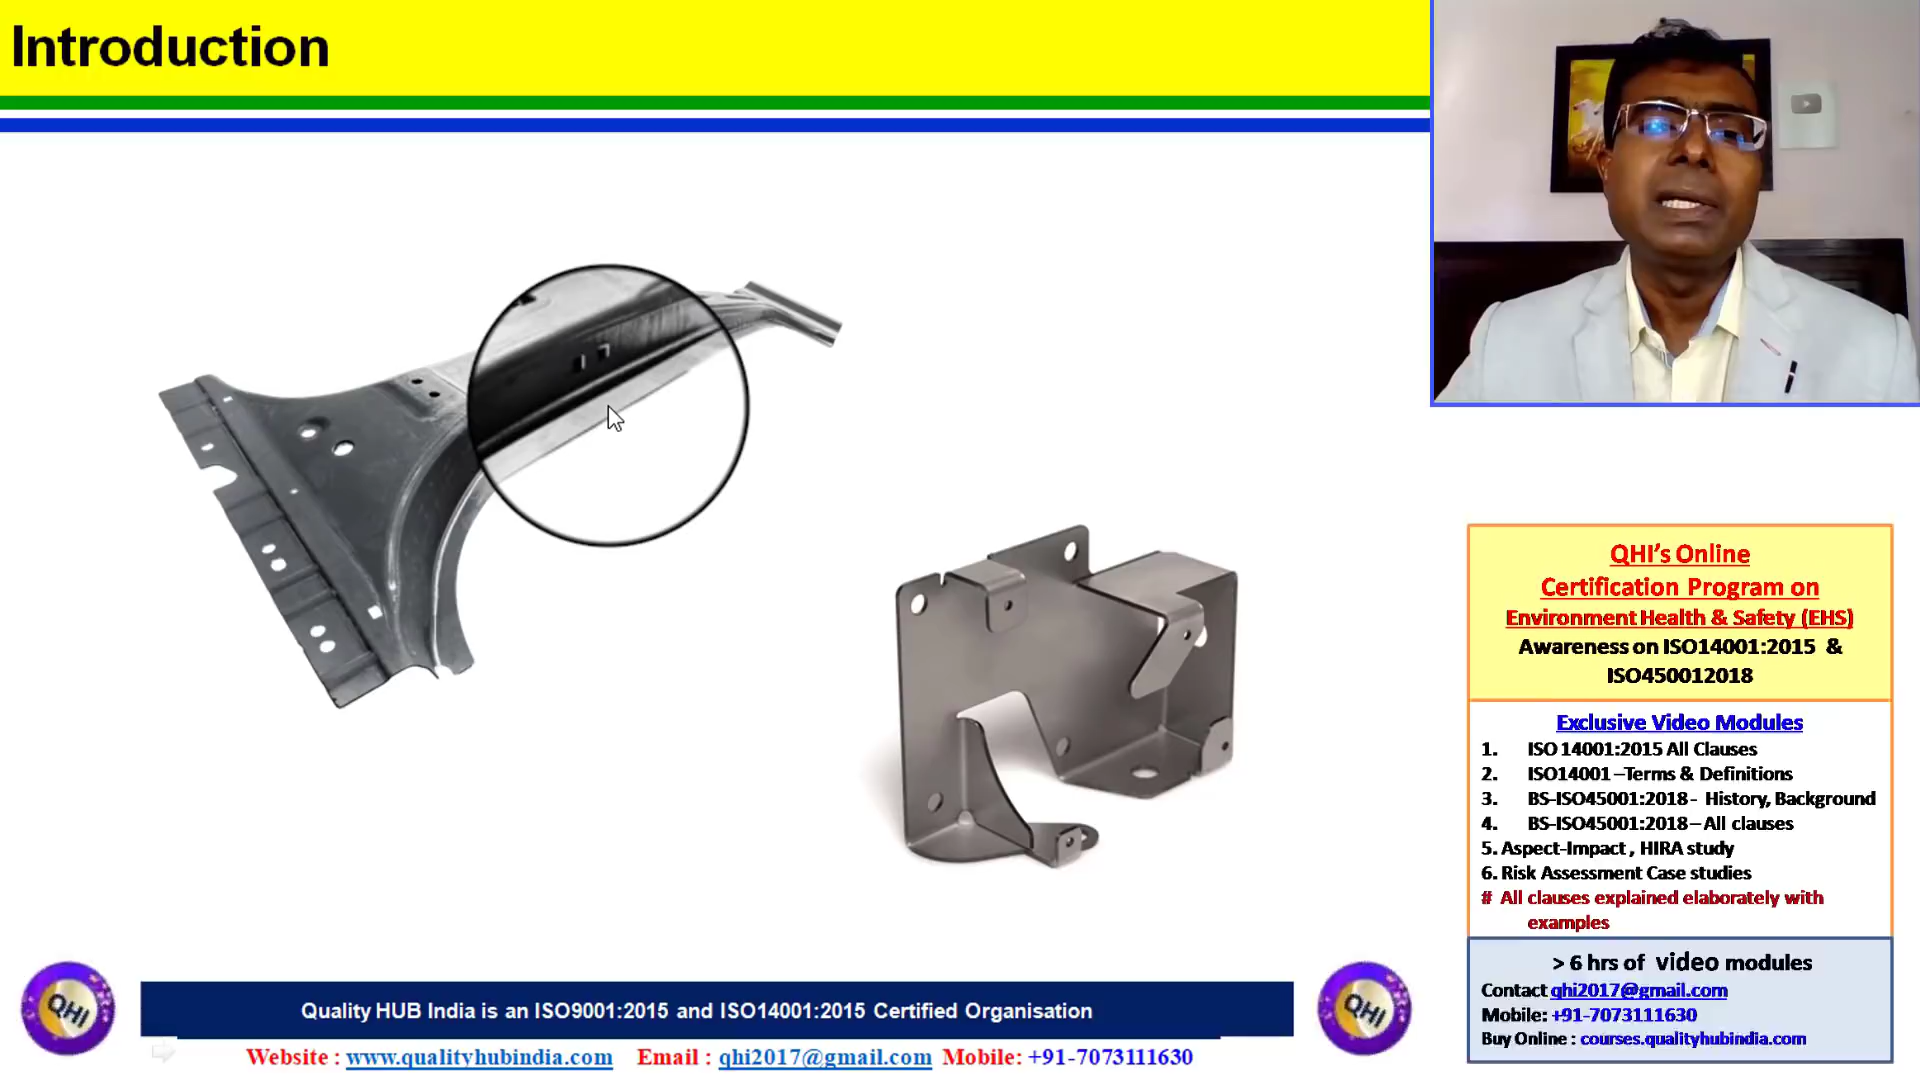 Introduction
QHI's Online
Certification Program on
Environment Health & Safety (EHS)
Awareness on ISO14001:2015 &
ISO450012018
Exclusive Video Modules
1. ISO 14001:2015 All Clauses
2. ISO14001 –Terms & Definitions
3. BS-ISO45001:2018 - History, Background
4. BS-ISO45001:2018 – All clauses
5. Aspect-Impact , HIRA study
6. Risk Assessment Case studies
# All clauses explained elaborately with
examples
> 6 hrs of video modules
Contact qhi2017@gmail.com
Mobile: +91-7073111630
Buy Online : courses.qualityhubindia.com
QHI
Quality HUB India is an ISO9001:2015 and ISO14001:2015 Certified Organisation
QHI
Website : www.qualityhubindia.com Email : qhi2017@gmail.com Mobile: +91-7073111630